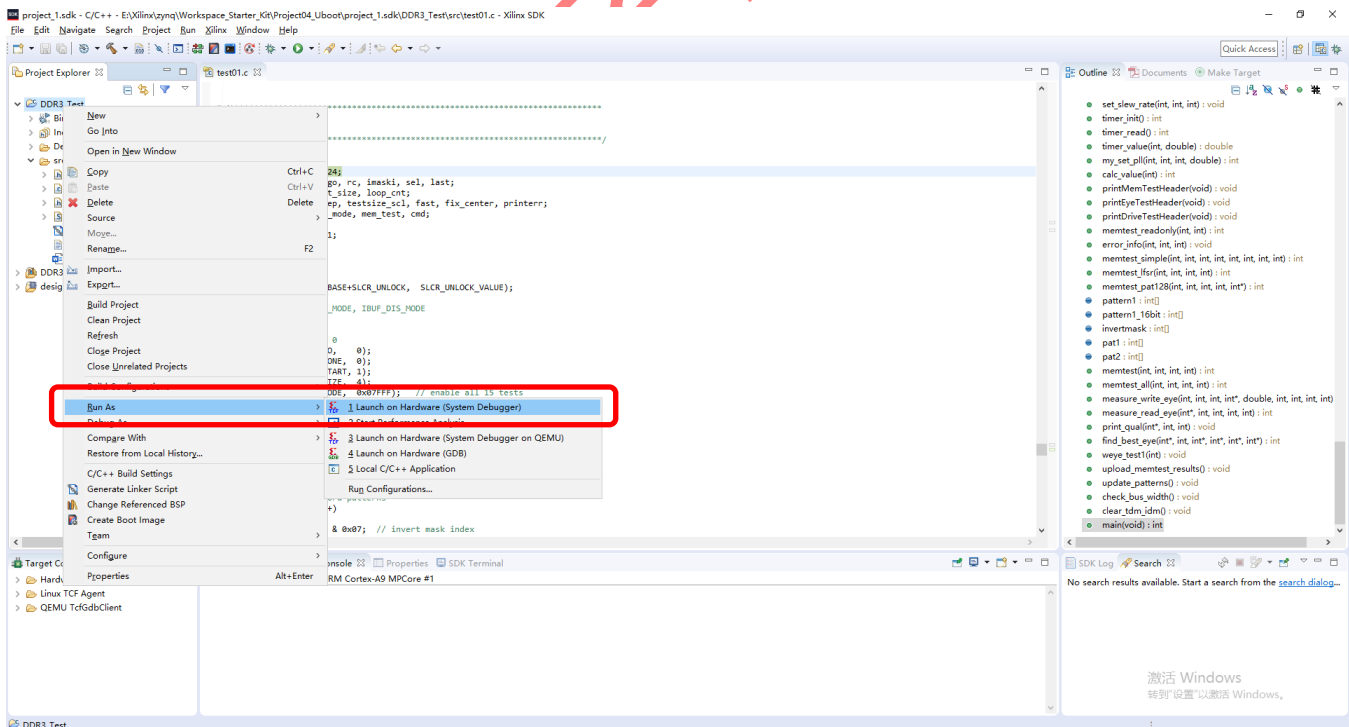 project_1.sdk - C/C++ - E:\Xilinx\zynq\Workspace_Starter_Kit\Project04_Uboot\project_1.sdk\DDR3_Test\src\test01.c - Xilinx SDK
File Edit Navigate Search Project Run Xilinx Window Help
Quick Access
Project Explorer
DDR3_Test
Bi
In
De
src
DDR3
desig
New
Go Into
Open in New Window
Copy Ctrl+C
Paste Ctrl+V
Delete Delete
Source
Move...
Rename... F2
Import...
Export...
Build Project
Clean Project
Refresh
Close Project
Close Unrelated Projects
Run As
Compare With
Restore from Local History...
C/C++ Build Settings
Generate Linker Script
Change Referenced BSP
Create Boot Image
Team
Configure
Properties Alt+Enter
1 Launch on Hardware (System Debugger)
3 Launch on Hardware (System Debugger on QEMU)
4 Launch on Hardware (GDB)
5 Local C/C++ Application
Run Configurations...
test01.c
*******************************************************************/
24;
go, rc, imaski, sel, last;
t_size, loop_cnt;
ep, testsize_scl, fast, fix_center, printerr;
_mode, mem_test, cmd;
1;
BASE+SLCR_UNLOCK, SLCR_UNLOCK_VALUE);
_MODE, IBUF_DIS_MODE
0
O, 0);
ONE, 0);
TART, 1);
IZE, 4);
ODE, 0x07FFF); // enable all 15 tests
+)
& 0x07; // invert mask index
Outline Documents Make Target
set_slew_rate(int, int, int) : void
timer_init() : int
timer_read() : int
timer_value(int, double) : double
my_set_pll(int, int, int, double) : int
calc_value(int) : int
printMemTestHeader(void) : void
printEyeTestHeader(void) : void
printDriveTestHeader(void) : void
memtest_readonly(int, int) : int
error_info(int, int, int) : void
memtest_simple(int, int, int, int, int, int, int, int) : int
memtest_lfsr(int, int, int, int) : int
memtest_pat128(int, int, int, int, int*) : int
pattern1 : int[]
pattern1_16bit : int[]
invertmask : int[]
pat1 : int[]
pat2 : int[]
memtest(int, int, int, int) : int
memtest_all(int, int, int, int) : int
measure_write_eye(int, int, int, int*, double, int, int, int, int)
measure_read_eye(int*, int, int, int, int) : int
print_qual(int*, int, int) : void
find_best_eye(int*, int, int*, int*, int*, int*) : int
weye_test1(int) : void
upload_memtest_results() : void
update_patterns() : void
check_bus_width() : void
clear_tdm_idm() : void
main(void) : int
Target Co
Hardw
Linux TCF Agent
QEMU TcfGdbClient
onsole Properties SDK Terminal
RM Cortex-A9 MPCore #1
SDK Log Search
No search results available. Start a search from the search dialog...
激活 Windows
转到"设置"以激活 Windows。
DDR3_Test